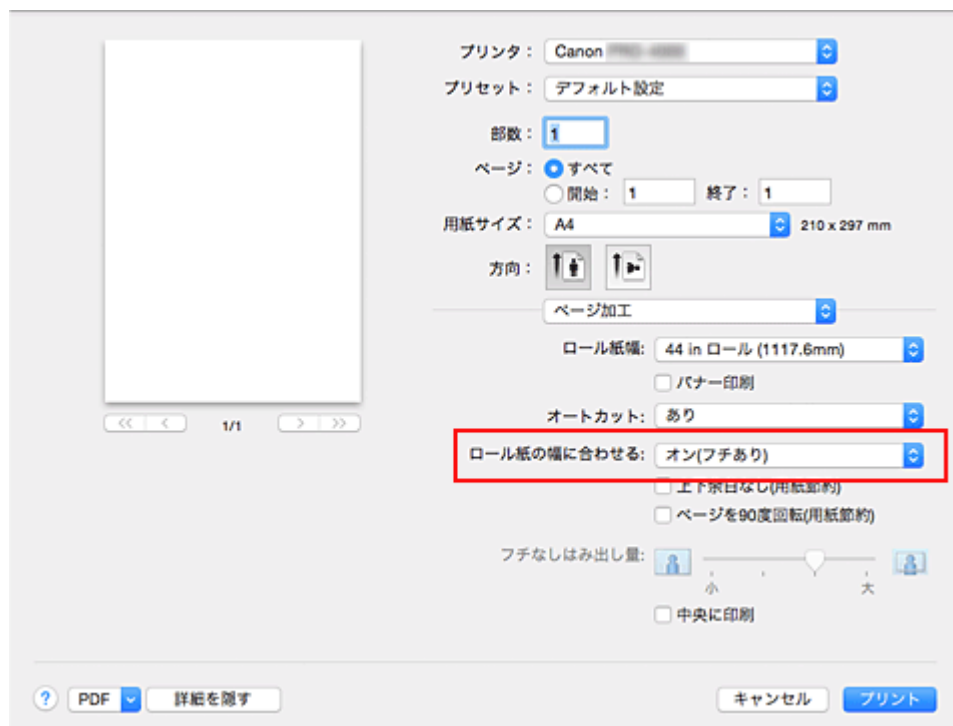 プリンタ： Canon
プリセット： デフォルト設定
部数： 1
ページ： すべて
開始： 1 終了： 1
用紙サイズ： A4 210 x 297 mm
方向：
ページ加工
ロール紙幅: 44 in ロール (1117.6mm)
バナー印刷
1/1
オートカット: あり
ロール紙の幅に合わせる: オン(フチあり)
上下余白なし(用紙節約)
ページを90度回転(用紙節約)
フチなしはみ出し量:
小 大
中央に印刷
? PDF 詳細を隠す キャンセル プリント